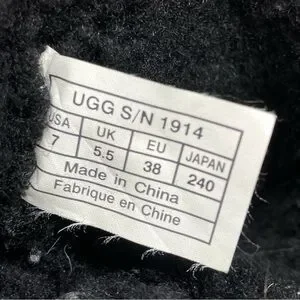 UGG S/N 1914
USA UK EU JAPAN
7 5.5 38 240
Made in China
Fabrique en Chine